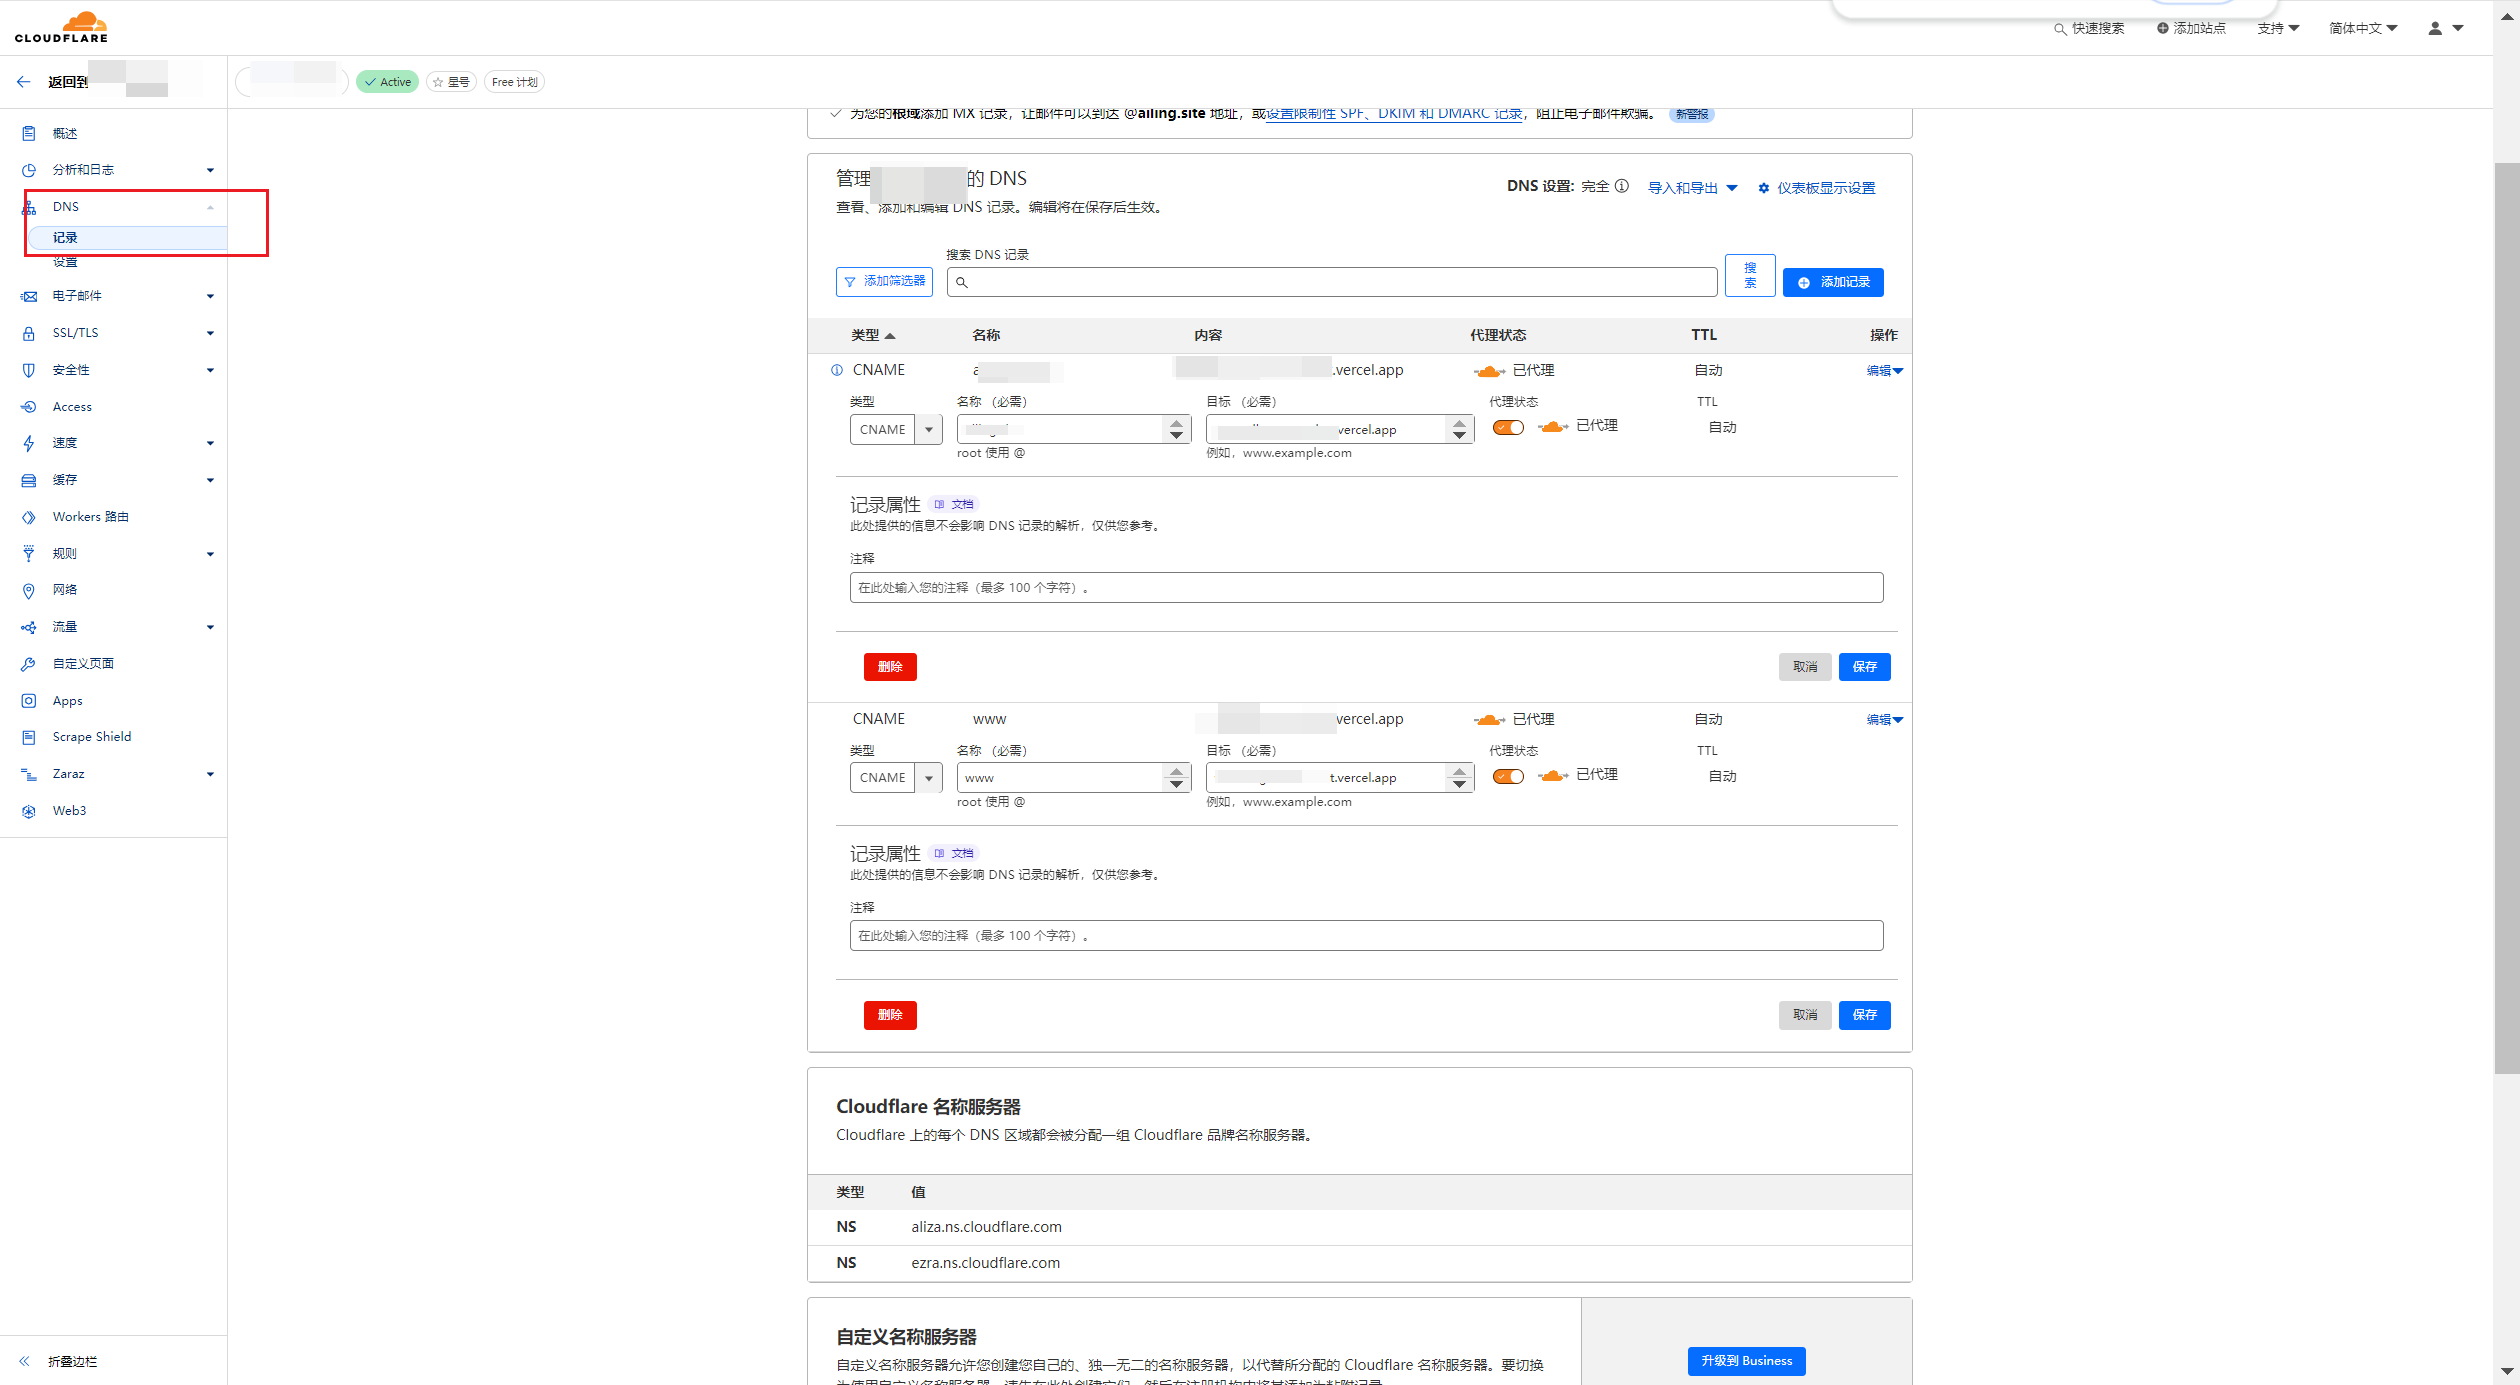 CLOUDFLARE
快速搜索
添加站点
支持
简体中文
返回到
Active
星号
Free 计划
概述
分析和日志
DNS
记录
设置
电子邮件
SSL/TLS
安全性
Access
速度
缓存
Workers 路由
规则
网络
流量
自定义页面
Apps
Scrape Shield
Zaraz
Web3
折叠边栏
为您的根域添加 MX 记录，让邮件可以到达 @ailing.site 地址，或设置限制性 SPF、DKIM 和 DMARC 记录，阻止电子邮件欺骗。 新警报
管理 的 DNS
查看、添加和编辑 DNS 记录。编辑将在保存后生效。
DNS 设置: 完全
导入和导出
仪表板显示设置
搜索 DNS 记录
添加筛选器
搜索
添加记录
类型 名称 内容 代理状态 TTL 操作
CNAME a .vercel.app 已代理 自动 编辑
类型 名称 （必需） 目标 （必需） 代理状态 TTL
CNAME vercel.app 已代理 自动
root 使用 @ 例如，www.example.com
记录属性 文档
此处提供的信息不会影响 DNS 记录的解析，仅供您参考。
注释
在此处输入您的注释（最多 100 个字符）。
删除 取消 保存
CNAME www vercel.app 已代理 自动 编辑
类型 名称 （必需） 目标 （必需） 代理状态 TTL
CNAME www t.vercel.app 已代理 自动
root 使用 @ 例如，www.example.com
记录属性 文档
此处提供的信息不会影响 DNS 记录的解析，仅供您参考。
注释
在此处输入您的注释（最多 100 个字符）。
删除 取消 保存
Cloudflare 名称服务器
Cloudflare 上的每个 DNS 区域都会被分配一组 Cloudflare 品牌名称服务器。
类型 值
NS aliza.ns.cloudflare.com
NS ezra.ns.cloudflare.com
自定义名称服务器
自定义名称服务器允许您创建您自己的、独一无二的名称服务器，以代替所分配的 Cloudflare 名称服务器。要切换
升级到 Business